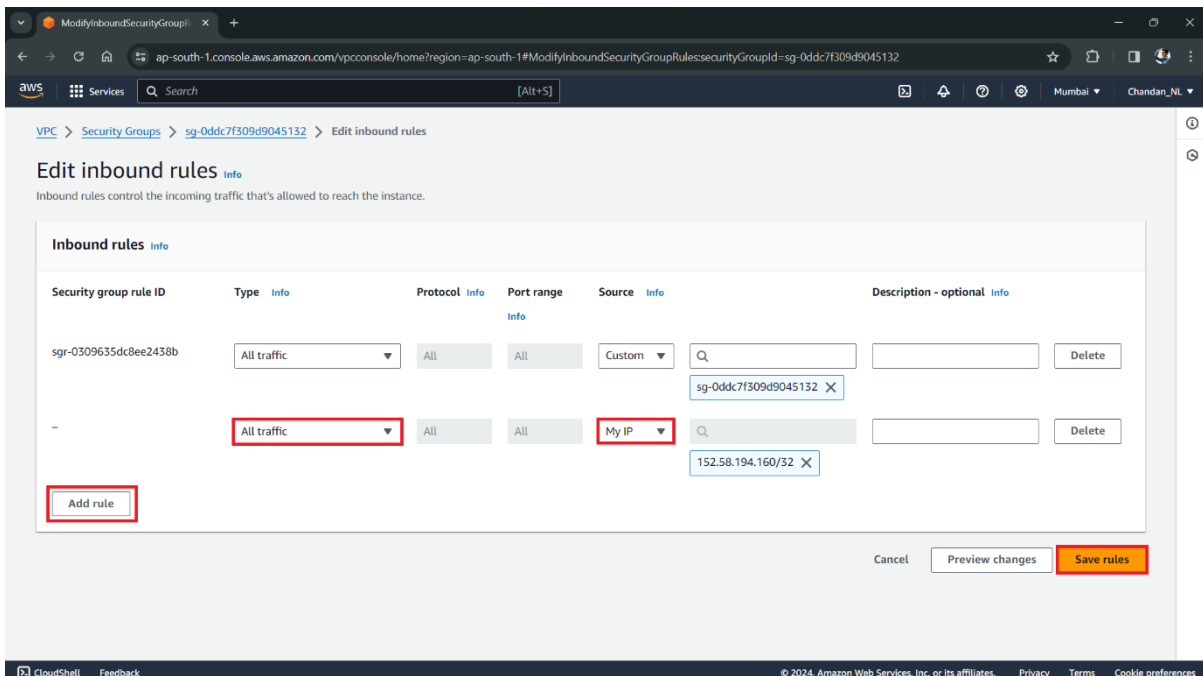 ModifyInboundSecurityGroupR
ap-south-1.console.aws.amazon.com/vpcconsole/home?region=ap-south-1#ModifyInboundSecurityGroupRules:securityGroupId=sg-0ddc7f309d9045132
aws Services Search [Alt+S] Mumbai Chandan_NL
VPC > Security Groups > sg-0ddc7f309d9045132 > Edit inbound rules
Edit inbound rules Info
Inbound rules control the incoming traffic that's allowed to reach the instance.
Inbound rules Info
Security group rule ID Type Info Protocol Info Port range Source Info Description - optional Info
Info
sgr-0309635dc8ee2438b All traffic All All Custom Delete
sg-0ddc7f309d9045132
– All traffic All All My IP Delete
152.58.194.160/32
Add rule
Cancel Preview changes Save rules
CloudShell Feedback © 2024, Amazon Web Services, Inc. or its affiliates. Privacy Terms Cookie preferences